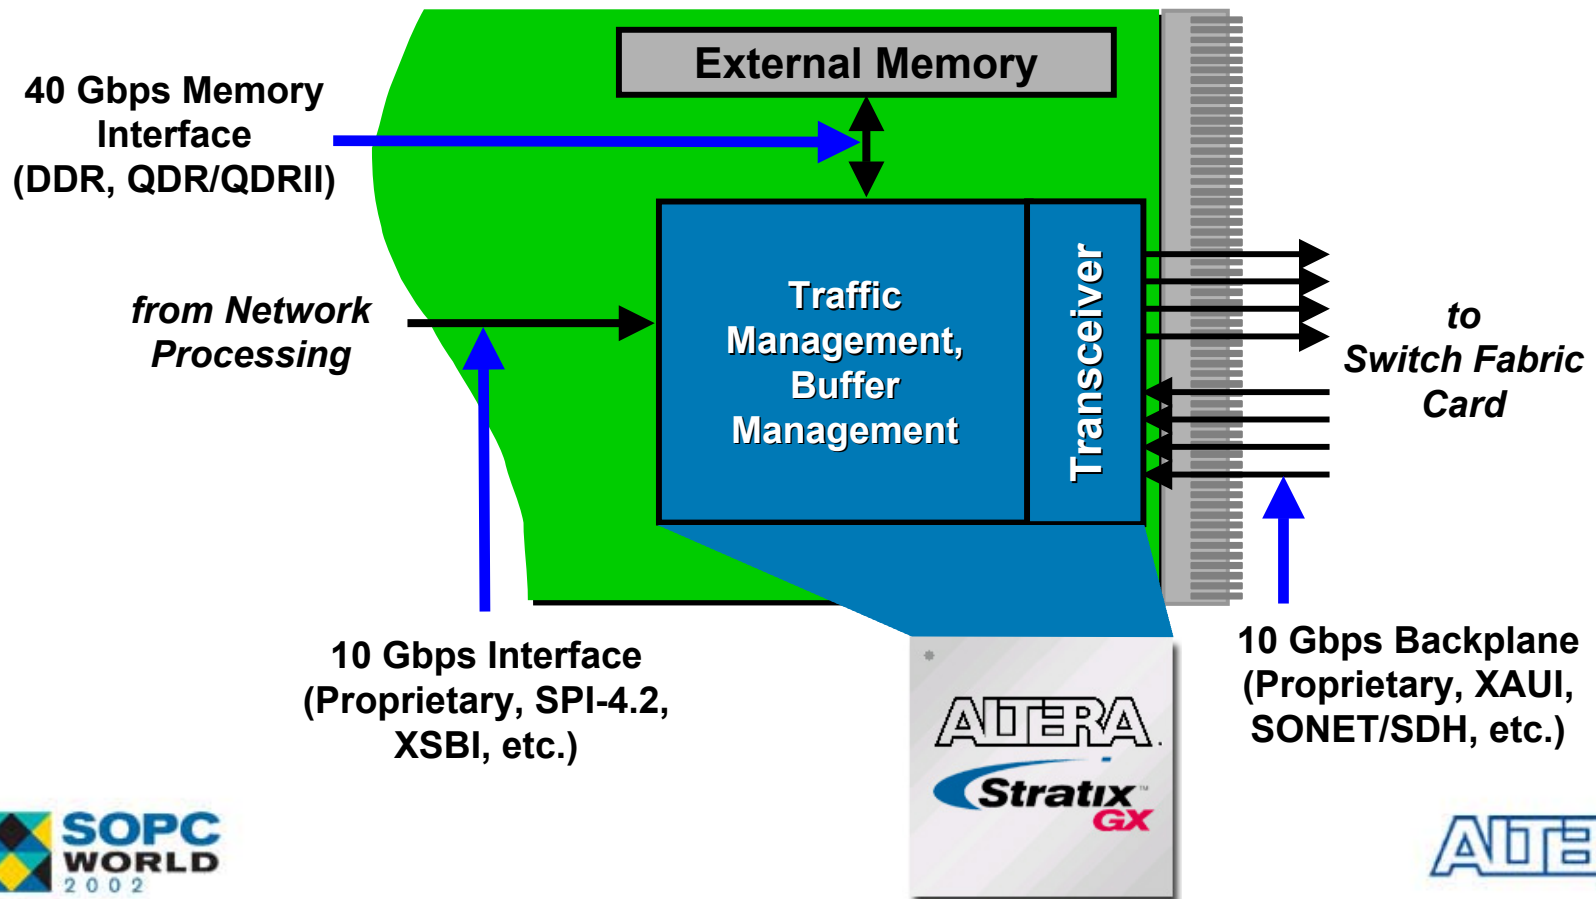 External Memory
40 Gbps Memory
Interface
(DDR, QDR/QDRII)
from Network
Processing
Traffic
Management,
Buffer
Management
Transceiver
to
Switch Fabric
Card
10 Gbps Interface
(Proprietary, SPI-4.2,
XSBI, etc.)
10 Gbps Backplane
(Proprietary, XAUI,
SONET/SDH, etc.)
ALTERA.
Stratix™
GX
SOPC
WORLD
2002